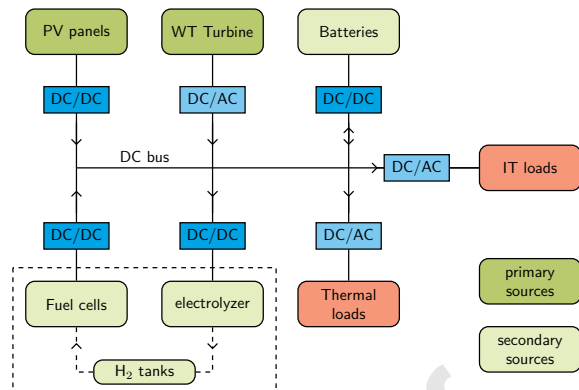 PV panels
WT Turbine
Batteries
DC/DC
DC/AC
DC/DC
DC bus
DC/AC
IT loads
DC/DC
DC/DC
DC/AC
Fuel cells
electrolyzer
Thermal
loads
H₂ tanks
primary
sources
secondary
sources